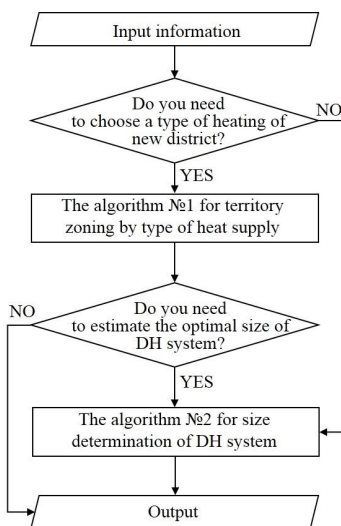 Input information
Do you need
to choose a type of heating of
new district?
NO
YES
The algorithm №1 for territory
zoning by type of heat supply
NO
Do you need
to estimate the optimal size of
DH system?
YES
The algorithm №2 for size
determination of DH system
Output